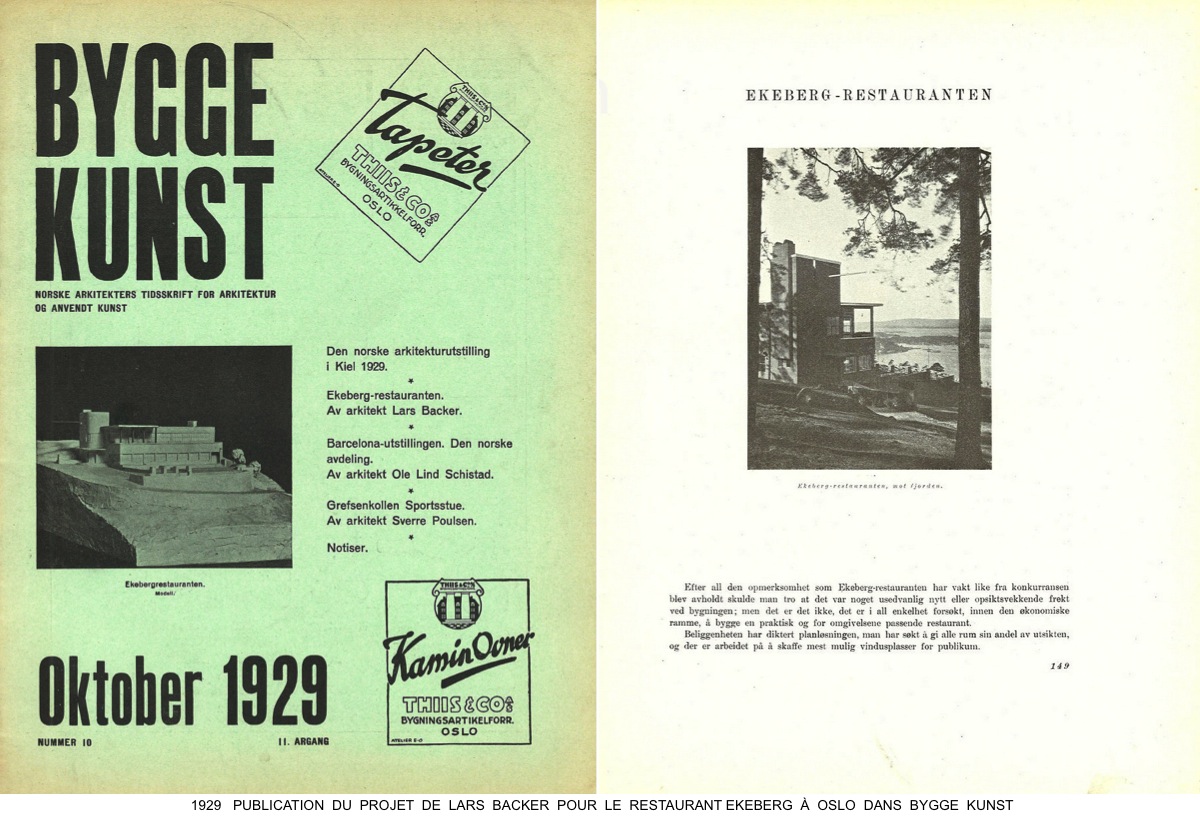 BYGGE
KUNST
NORSKE ARKITEKTERS TIDSSKRIFT FOR ARKITEKTUR
OG ANVENDT KUNST
THIIS & CO
Tapeter
THIIS & CO A/S
BYGNINGSARTIKKELFORR.
OSLO
ATELIER E-O
Den norske arkitekturutstilling
i Kiel 1929.
*
Ekeberg-restauranten.
Av arkitekt Lars Backer.
*
Barcelona-utstillingen. Den norske
avdeling.
Av arkitekt Ole Lind Schistad.
*
Grefsenkollen Sportsstue.
Av arkitekt Sverre Poulsen.
*
Notiser.
Ekebergrestauranten.
Modell.
Oktober 1929
NUMMER 10 11. ARGANG
THIIS & CO
Kamin Ovner
THIIS & CO A/S
BYGNINGSARTIKELFORR.
OSLO
ATELIER E-O
EKEBERG-RESTAURANTEN
Ekeberg-restauranten, mot fjorden.
Efter all den opmerksomhet som Ekeberg-restauranten har vakt like fra konkurransen
blev avholdt skulde man tro at det var noget usedvanlig nytt eller opsiktsvekkende frekt
ved bygningen; men det er det ikke, det er i all enkelhet forsøkt, innen den økonomiske
ramme, å bygge en praktisk og for omgivelsene passende restaurant.
Beliggenheten har diktert planløsningen, man har søkt å gi alle rum sin andel av utsikten,
og der er arbeidet på å skaffe mest mulig vindusplasser for publikum.
149
1929 PUBLICATION DU PROJET DE LARS BACKER POUR LE RESTAURANT EKEBERG À OSLO DANS BYGGE KUNST